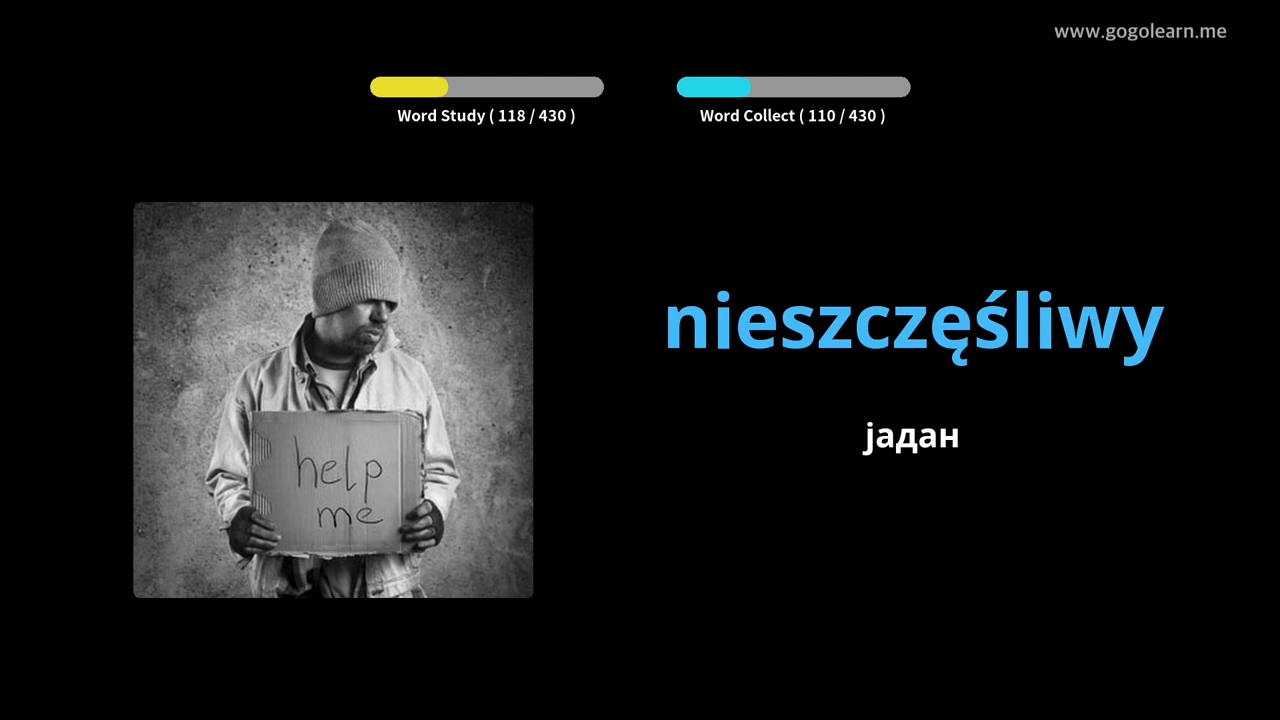 www.gogolearn.me
Word Study ( 118 / 430 )
Word Collect ( 110 / 430 )
help
me
nieszczęśliwy
јадан